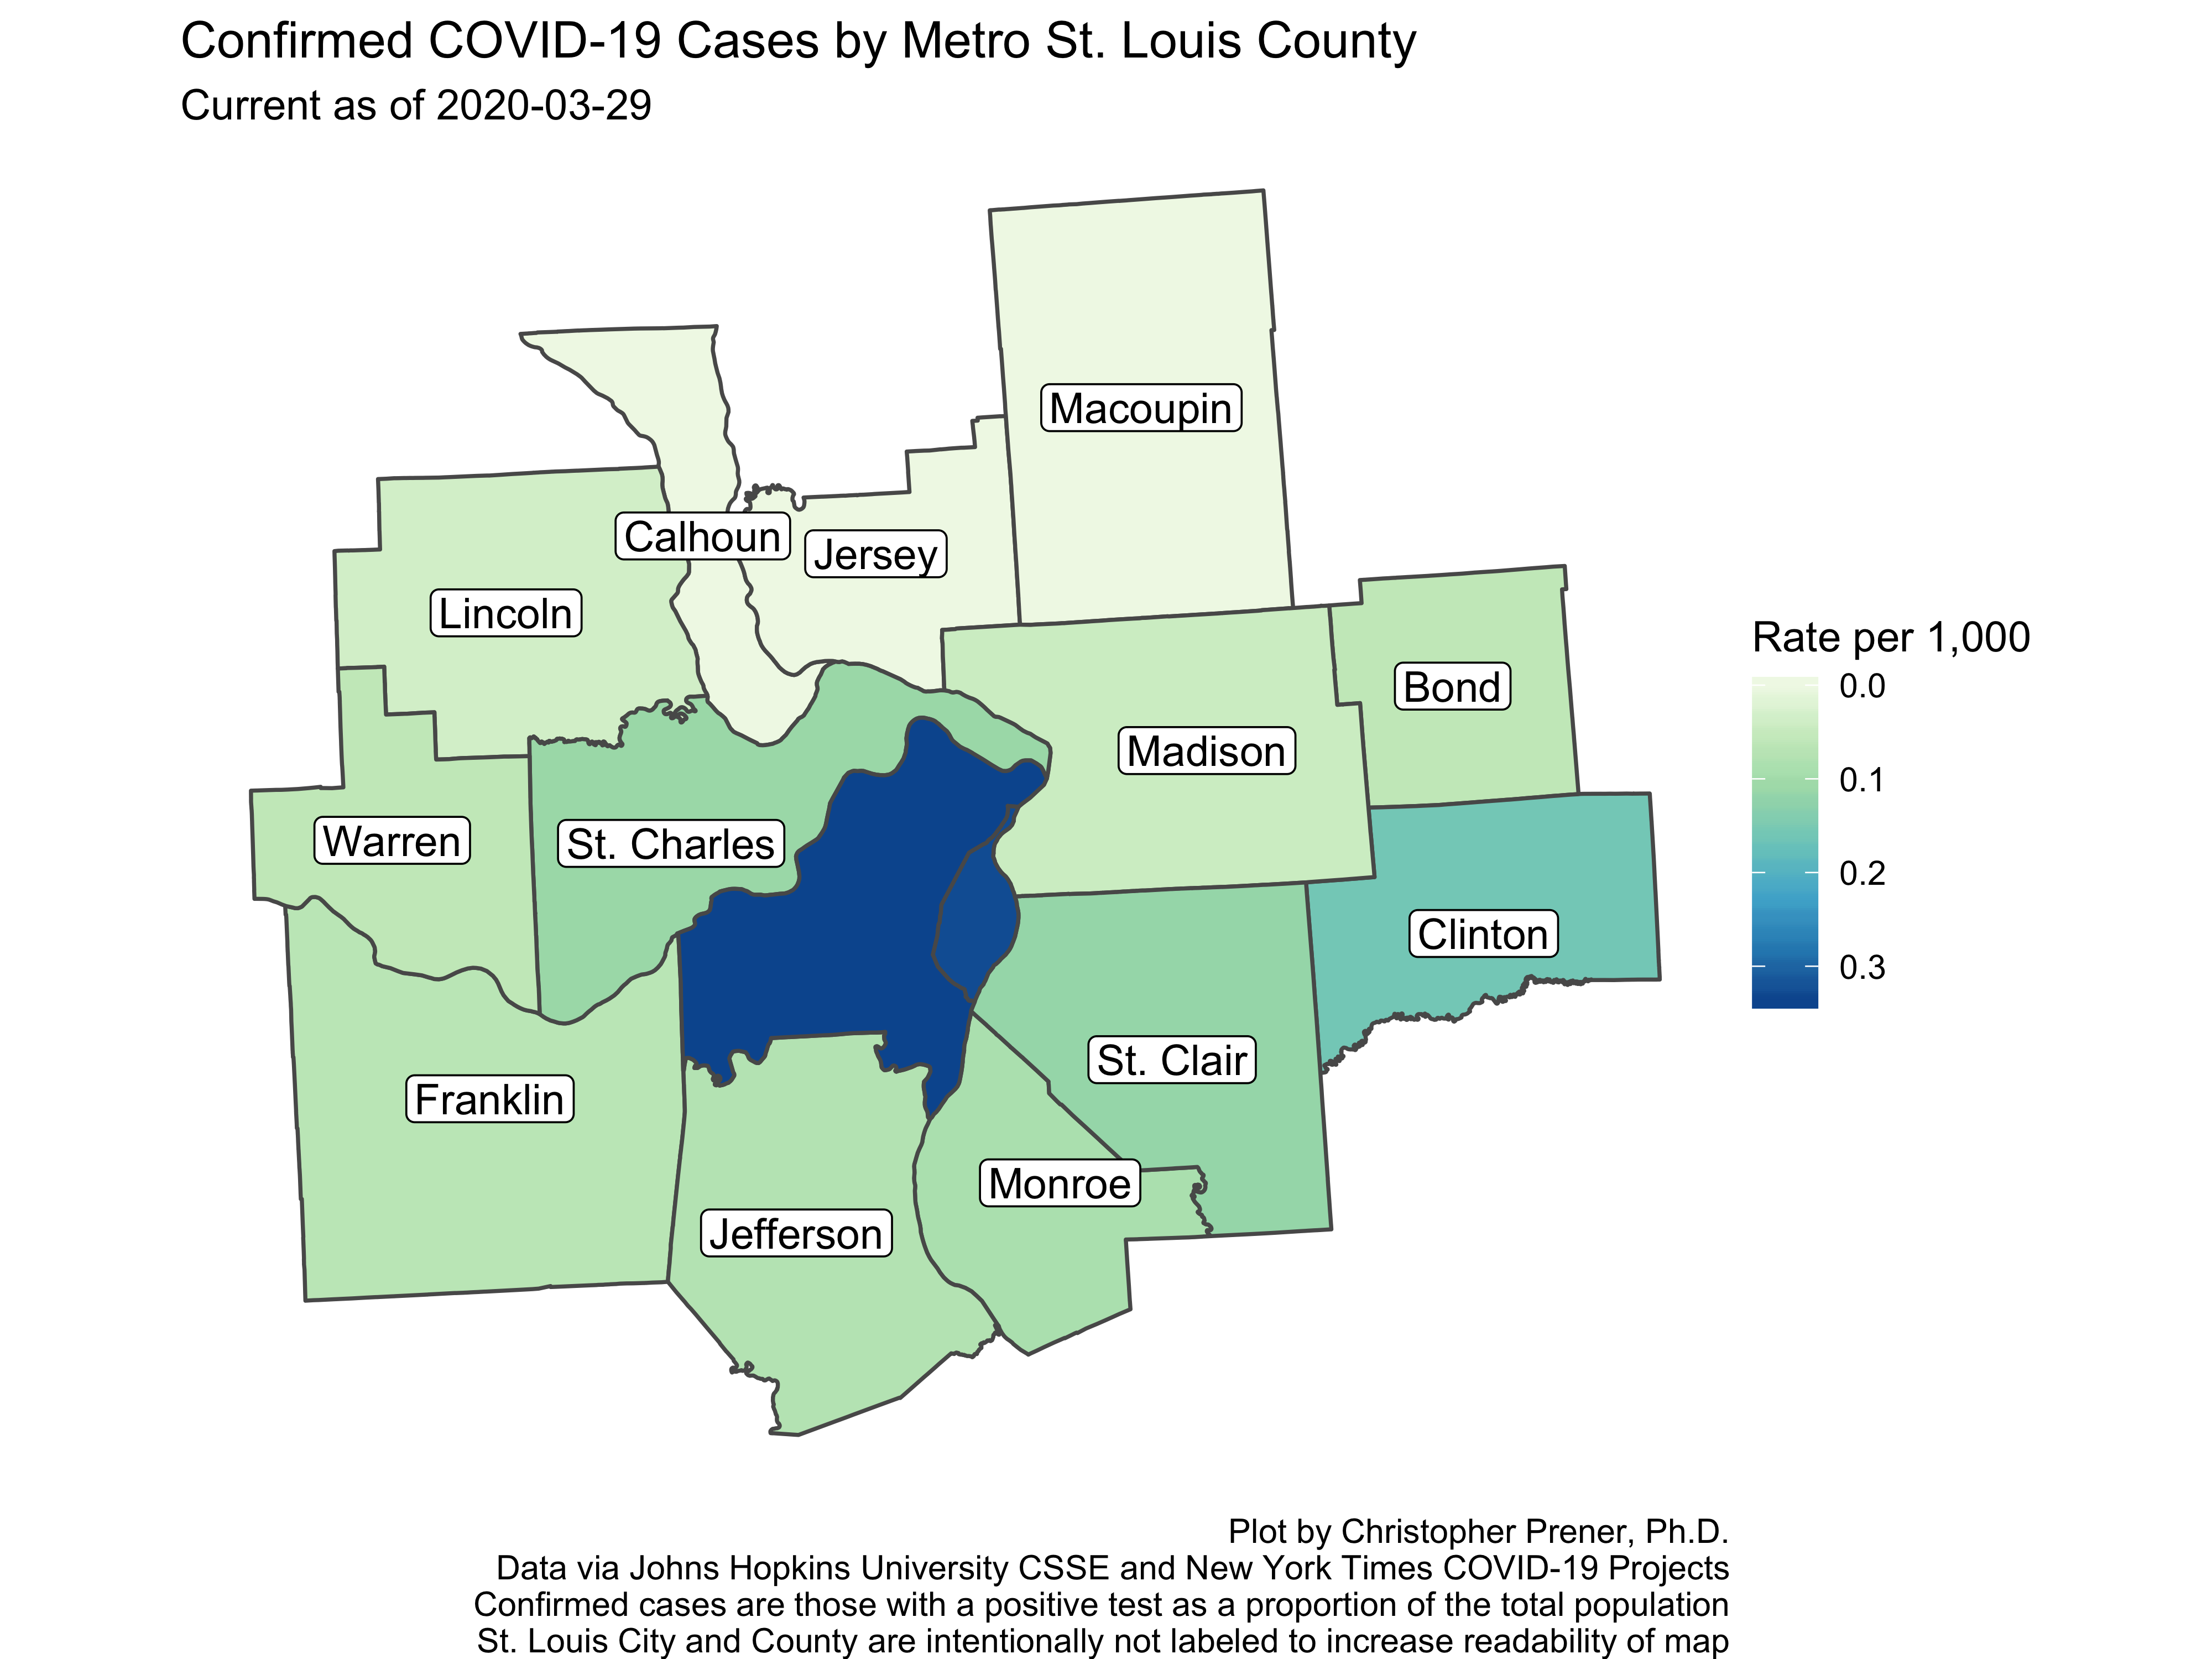 Confirmed COVID-19 Cases by Metro St. Louis County
Current as of 2020-03-29
Macoupin
Calhoun
Jersey
Lincoln
Rate per 1,000
0.0
0.1
0.2
0.3
Bond
Madison
Warren
St. Charles
Clinton
St. Clair
Franklin
Monroe
Jefferson
Plot by Christopher Prener, Ph.D.
Data via Johns Hopkins University CSSE and New York Times COVID-19 Projects
Confirmed cases are those with a positive test as a proportion of the total population
St. Louis City and County are intentionally not labeled to increase readability of map